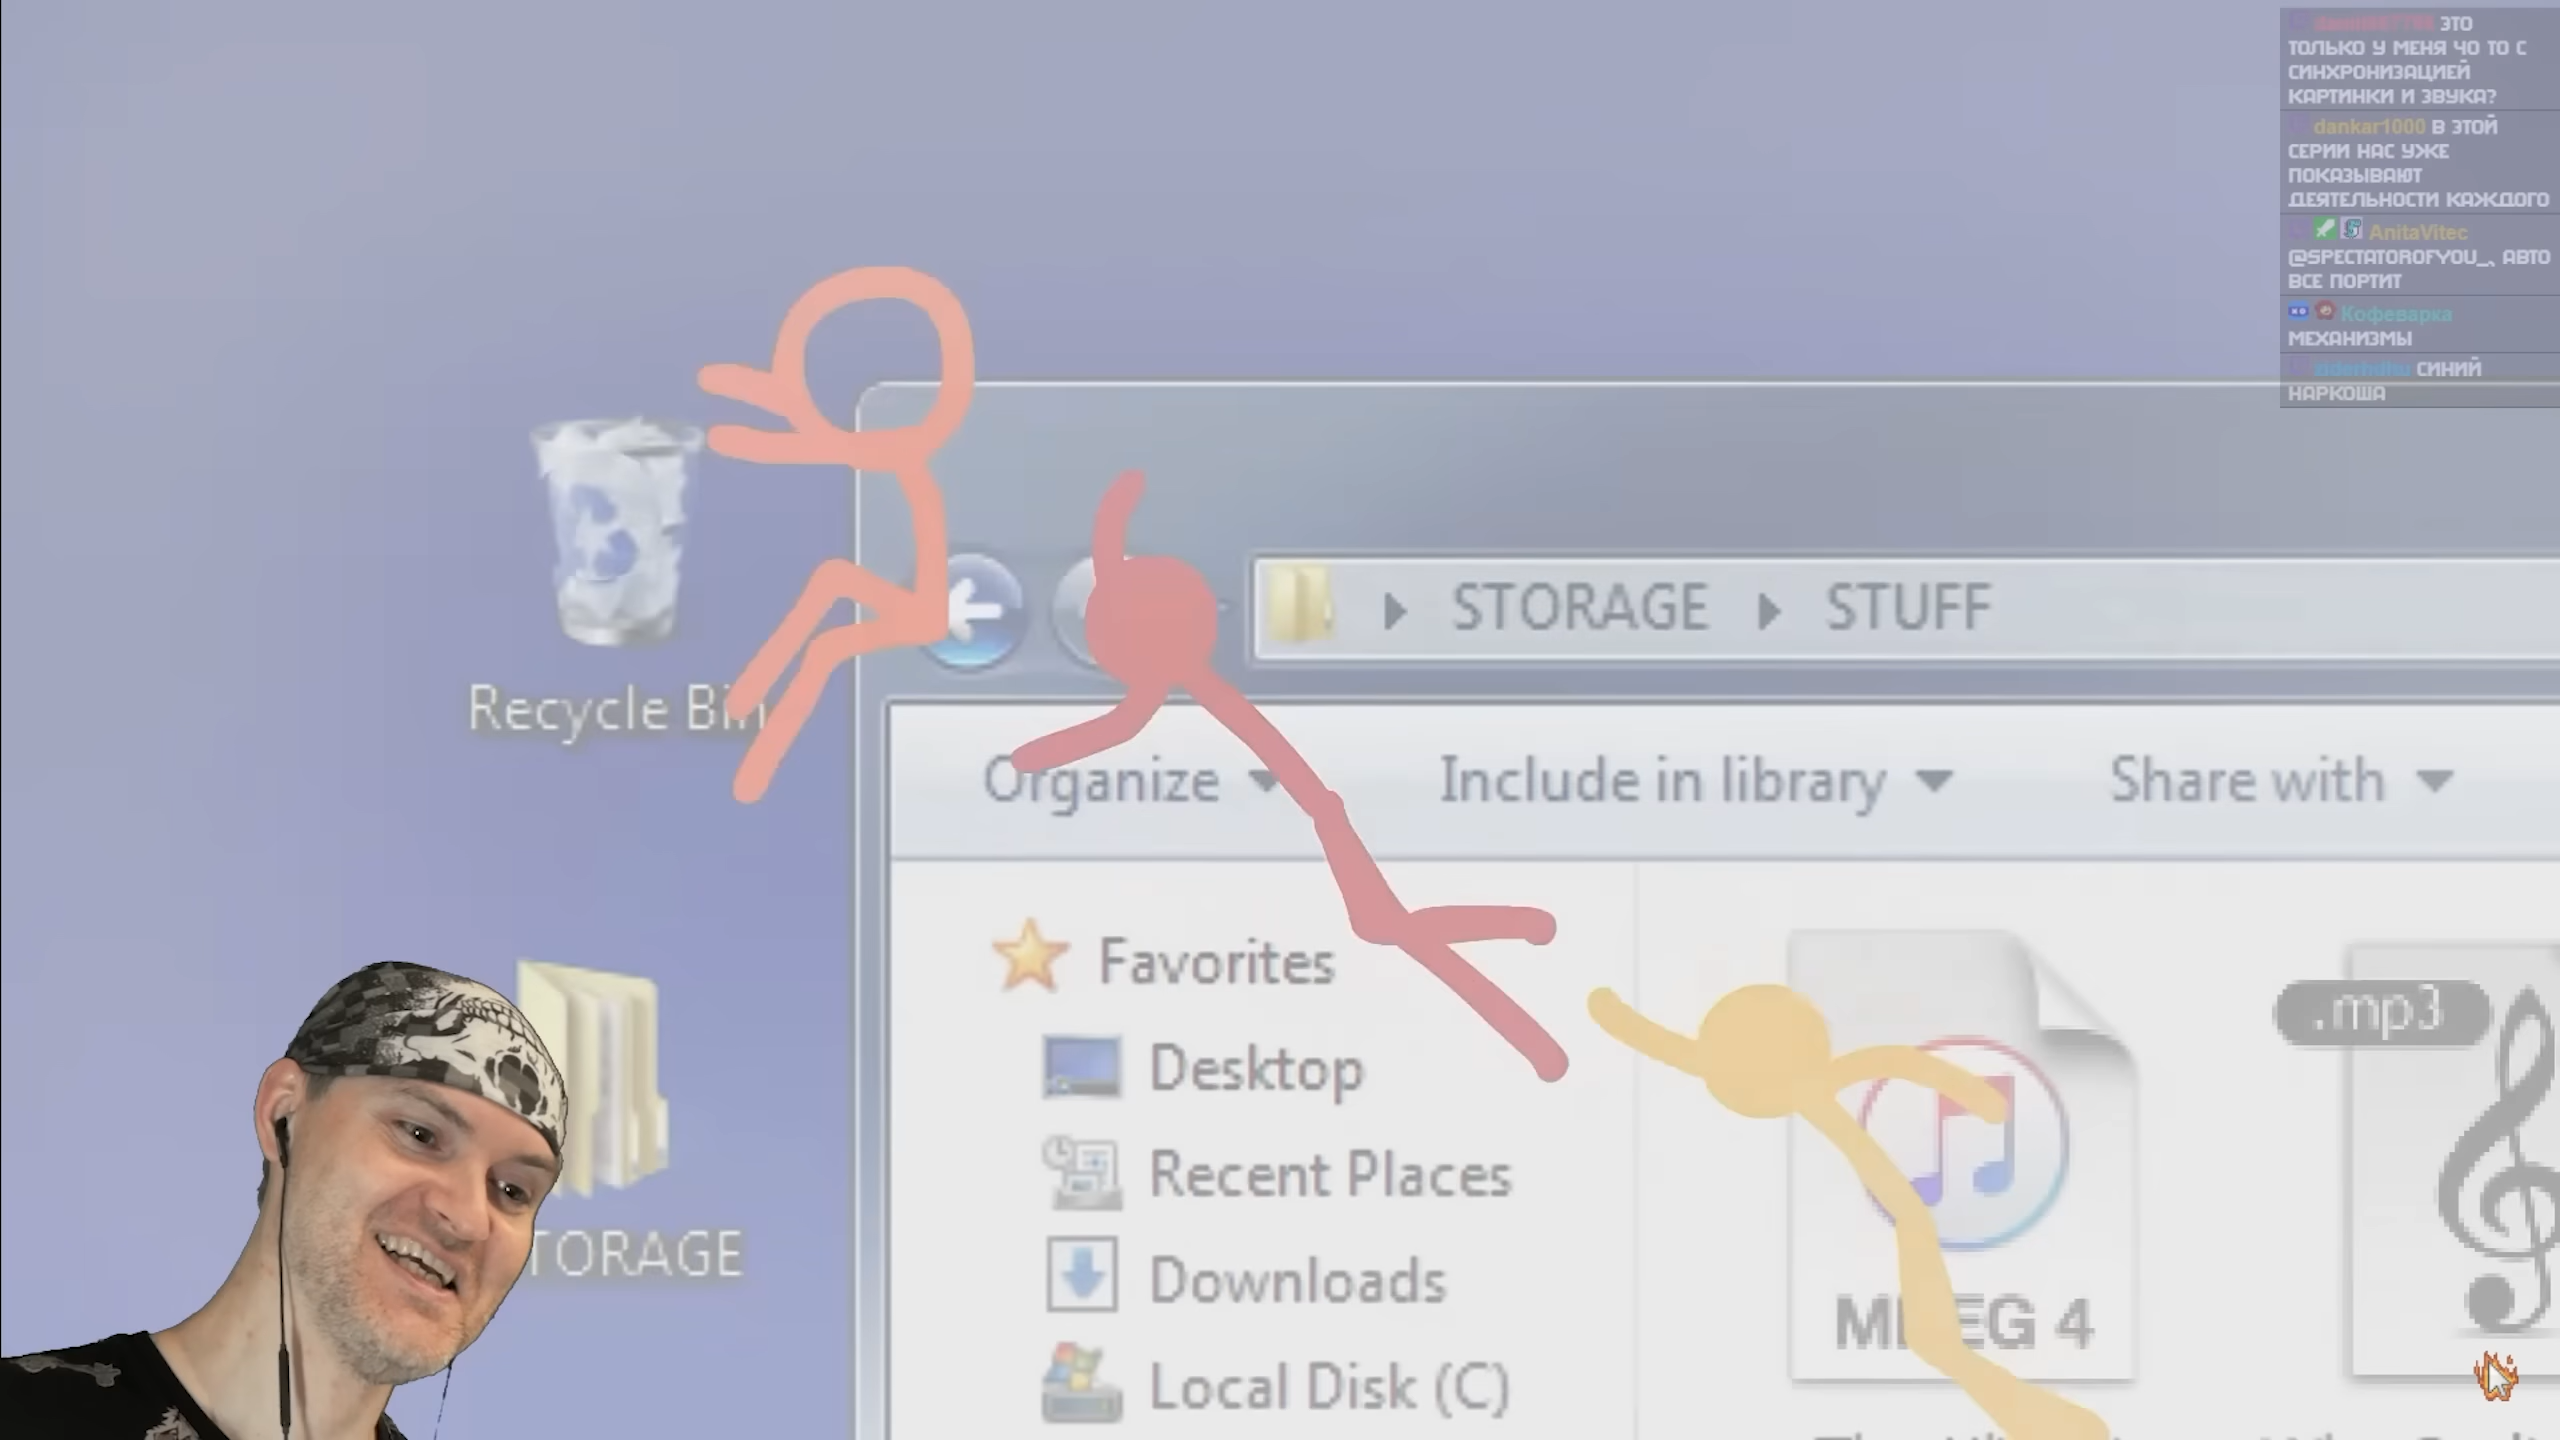 ЭТО
ТОЛЬКО У МЕНЯ ЧО ТО С
СИНХРОНИЗАЦИЕЙ
КАРТИНКИ И ЗВУКА?
dankar1000 В ЭТОЙ
СЕРИИ НАС УЖЕ
ПОКАЗЫВАЮТ
ДЕЯТЕЛЬНОСТИ КАЖДОГО
AnitaVitec
@SPECTATOROFYOU_, АВТО
ВСЕ ПОРТИТ
Кофеварка
МЕХАНИЗМЫ
СИНИЙ
НАРКОША
Recycle Bin
STORAGE STUFF
Organize Include in library Share with
Favorites
Desktop
Recent Places
Downloads
Local Disk (C)
TORAGE
.mp3
MPEG 4